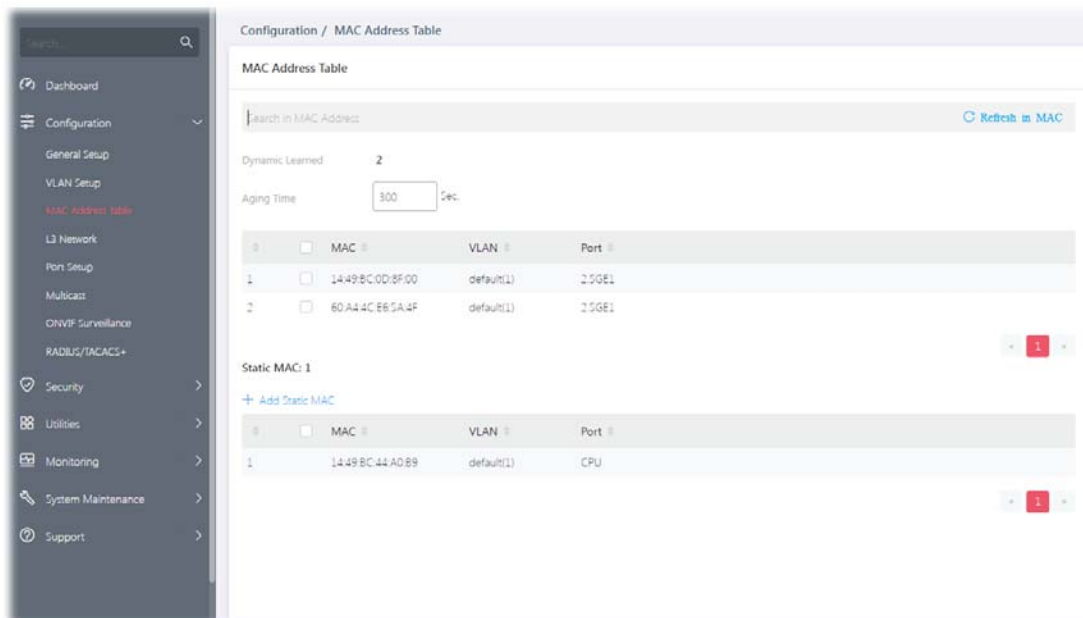 Search...
Dashboard
Configuration
General Setup
VLAN Setup
MAC Address Table
L3 Network
Port Setup
Multicast
ONVIF Surveillance
RADIUS/TACACS+
Security
Utilities
Monitoring
System Maintenance
Support
Configuration / MAC Address Table
MAC Address Table
Search in MAC Address
Refresh in MAC
Dynamic Learned 2
Aging Time 300 Sec.
MAC VLAN Port
1 14:49:BC:0D:8F:00 default(1) 2.5GE1
2 60:A4:4C:E6:5A:4F default(1) 2.5GE1
« 1 »
Static MAC: 1
+ Add Static MAC
MAC VLAN Port
1 14:49:BC:44:A0:B9 default(1) CPU
« 1 »